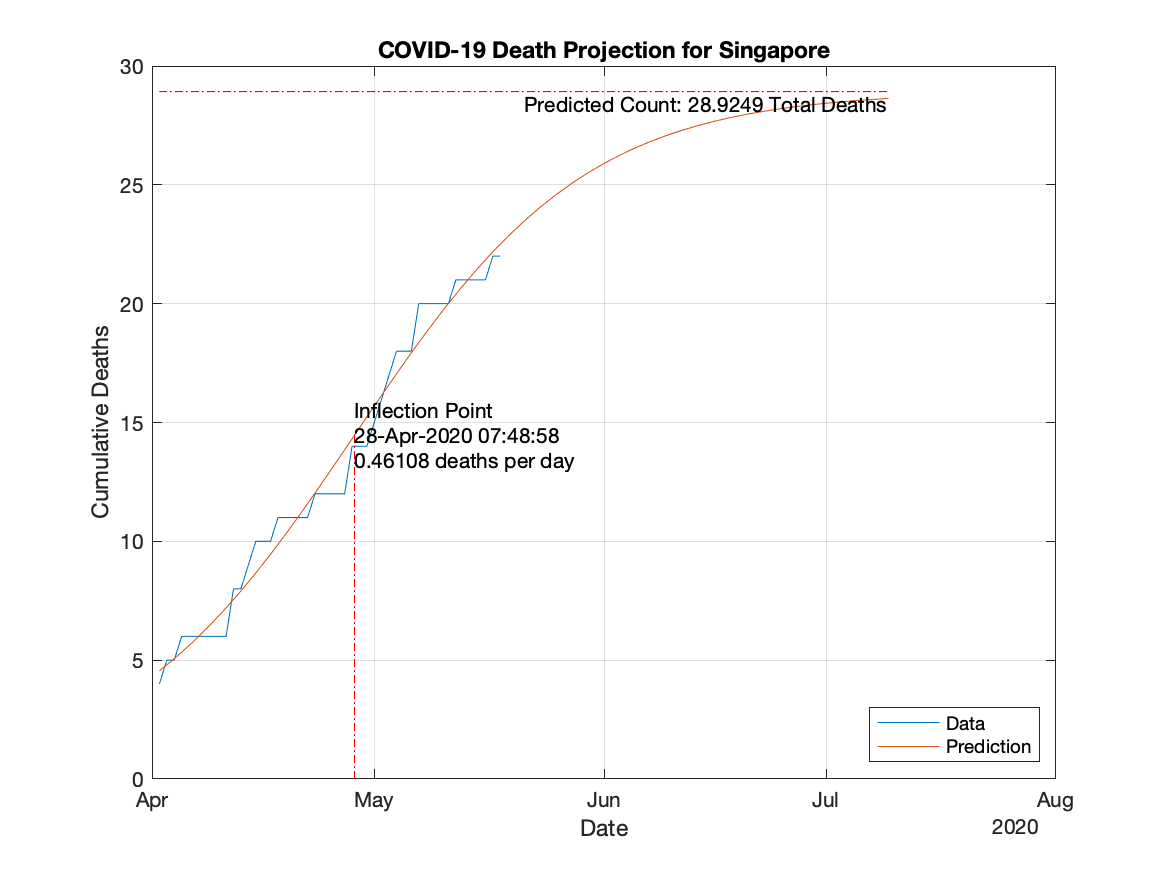 COVID-19 Death Projection for Singapore
30
Predicted Count: 28.9249 Total Deaths
25
20
15
Inflection Point
28-Apr-2020 07:48:58
0.46108 deaths per day
10
5
0
Cumulative Deaths
Data
Prediction
Apr May Jun Jul Aug
Date
2020